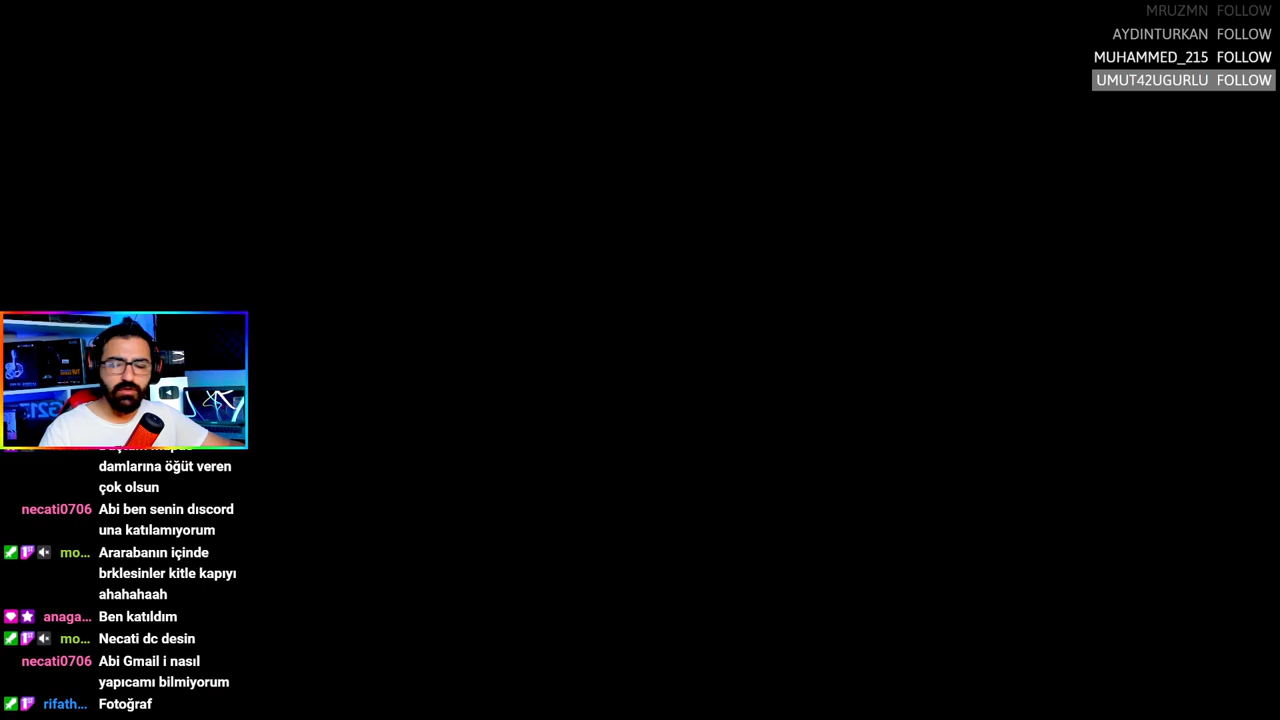 MRUZMN FOLLOW
AYDINTURKAN FOLLOW
MUHAMMED_215 FOLLOW
UMUT42UGURLU FOLLOW
damlarına öğüt veren
çok olsun
necati0706 Abi ben senin dıscord
una katılamıyorum
mo... Ararabanın içinde
brklesinler kitle kapıyı
ahahahaah
anaga... Ben katıldım
mo... Necati dc desin
necati0706 Abi Gmail i nasıl
yapıcamı bilmiyorum
rifath... Fotoğraf